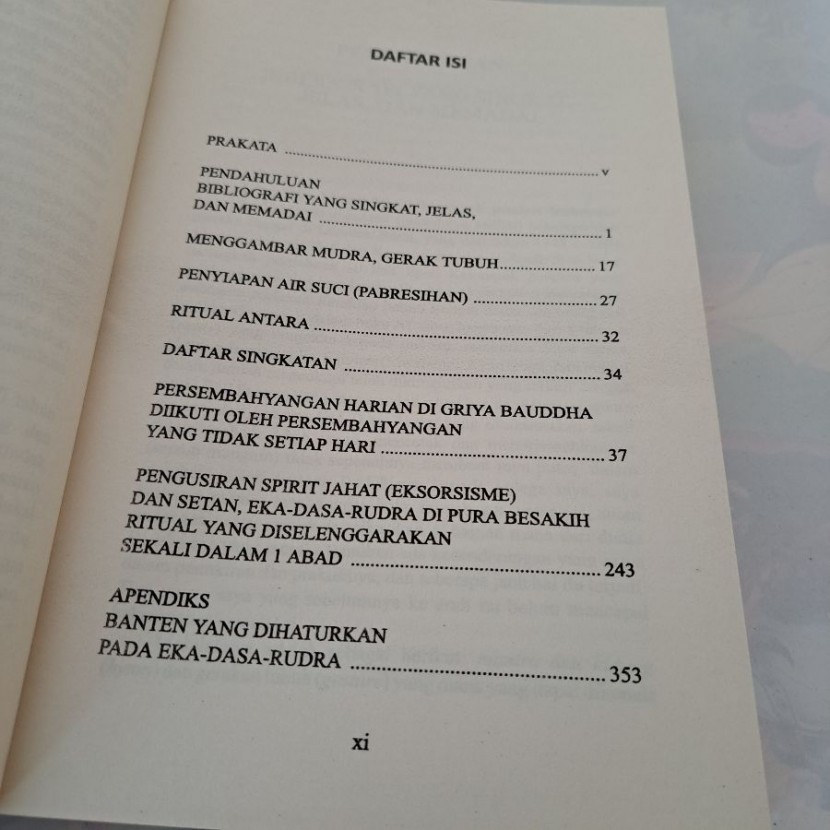 DAFTAR ISI
PRAKATA ........................................................................ v
PENDAHULUAN
BIBLIOGRAFI YANG SINGKAT, JELAS,
DAN MEMADAI ................................................................ 1
MENGGAMBAR MUDRA, GERAK TUBUH...................... 17
PENYIAPAN AIR SUCI (PABRESIHAN) ............................ 27
RITUAL ANTARA ................................................................ 32
DAFTAR SINGKATAN ........................................................ 34
PERSEMBAHYANGAN HARIAN DI GRIYA BAUDDHA
DIIKUTI OLEH PERSEMBAHYANGAN
YANG TIDAK SETIAP HARI ............................................... 37
PENGUSIRAN SPIRIT JAHAT (EKSORSISME)
DAN SETAN, EKA-DASA-RUDRA DI PURA BESAKIH
RITUAL YANG DISELENGGARAKAN
SEKALI DALAM 1 ABAD .................................................. 243
APENDIKS
BANTEN YANG DIHATURKAN
PADA EKA-DASA-RUDRA .................................................. 353
xi